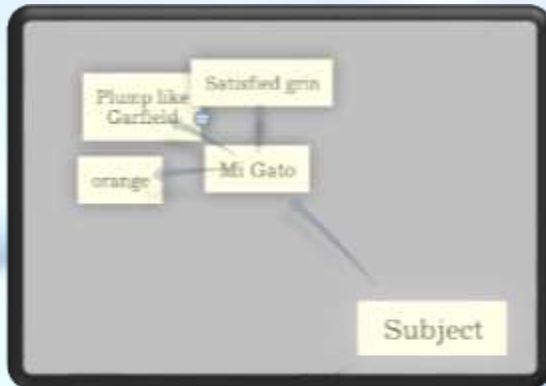 Satisfied grin
Plump like
Garfield
orange
Mi Gato
Subject